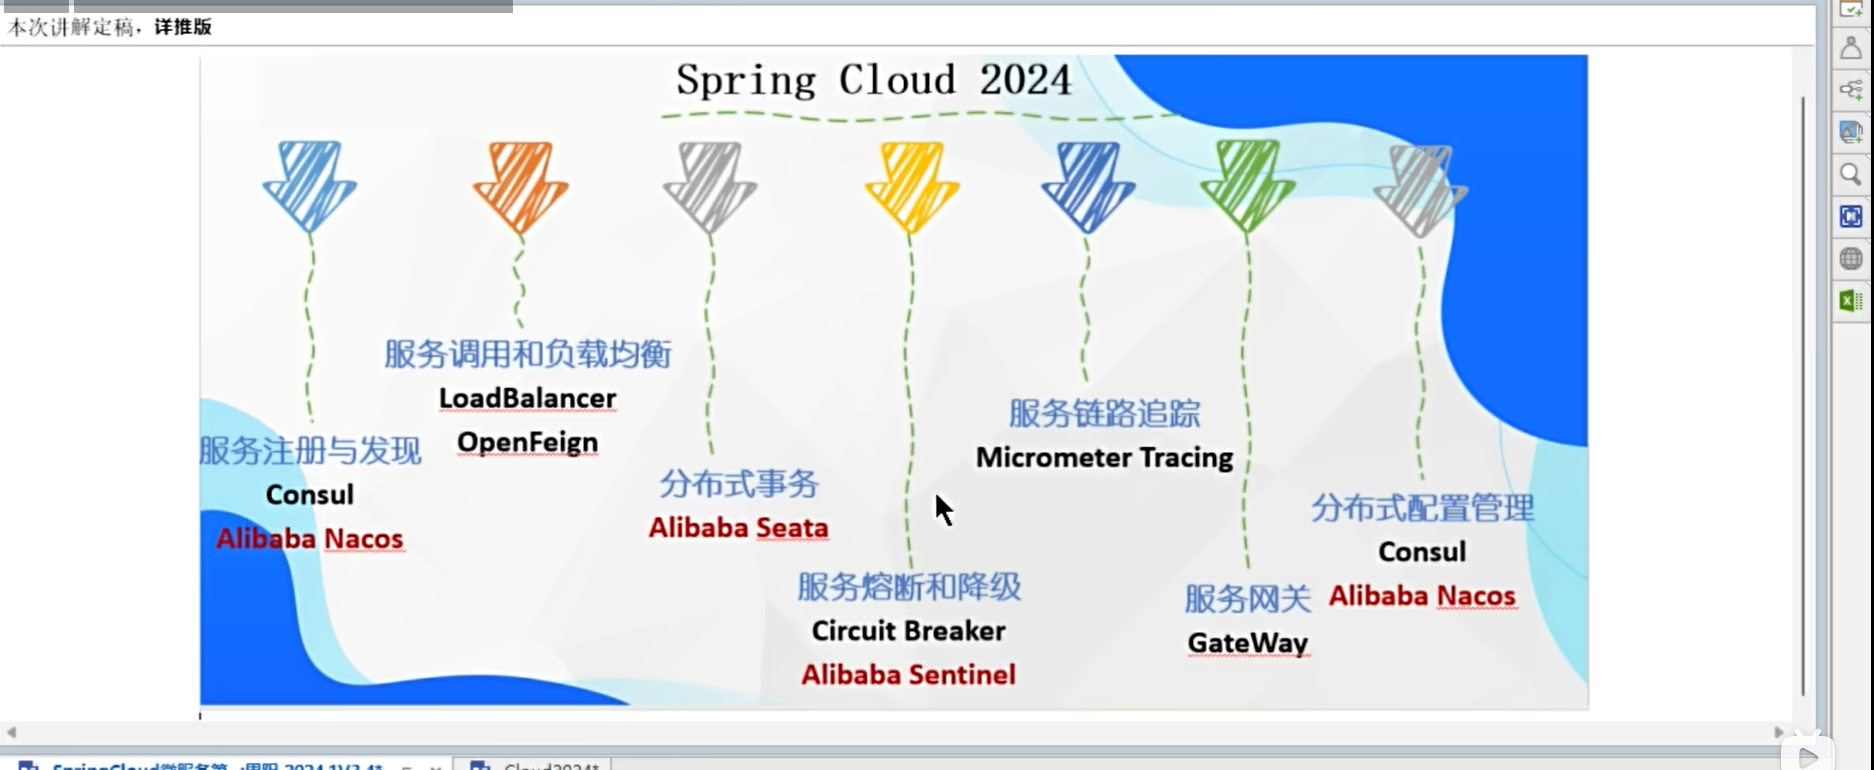 本次讲解定稿，详推版
Spring Cloud 2024
服务注册与发现
Consul
Alibaba Nacos
服务调用和负载均衡
LoadBalancer
OpenFeign
分布式事务
Alibaba Seata
服务熔断和降级
Circuit Breaker
Alibaba Sentinel
服务链路追踪
Micrometer Tracing
服务网关
GateWay
分布式配置管理
Consul
Alibaba Nacos
Cloud2024*